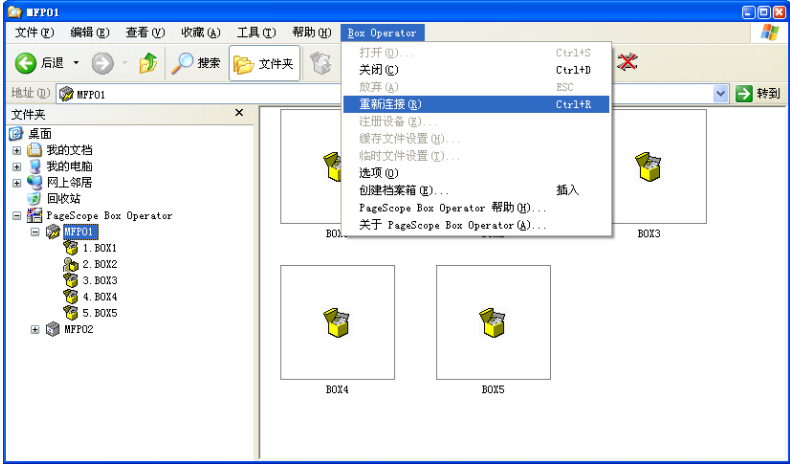 MFP01
文件(F) 编辑(E) 查看(V) 收藏(A) 工具(T) 帮助(H) Box Operator
后退 搜索 文件夹
地址(D) MFP01 转到
打开(O)... Ctrl+S
关闭(C) Ctrl+D
放弃(A) ESC
重新连接(R) Ctrl+R
注册设备(E)...
缓存文件设置(H)...
临时文件设置(T)...
选项(O)
创建档案箱(E)... 插入
PageScope Box Operator 帮助(H)...
关于 PageScope Box Operator(A)...
文件夹
桌面
我的文档
我的电脑
网上邻居
回收站
PageScope Box Operator
MFP01
1. BOX1
2. BOX2
3. BOX3
4. BOX4
5. BOX5
MFP02
BOX3
BOX4 BOX5